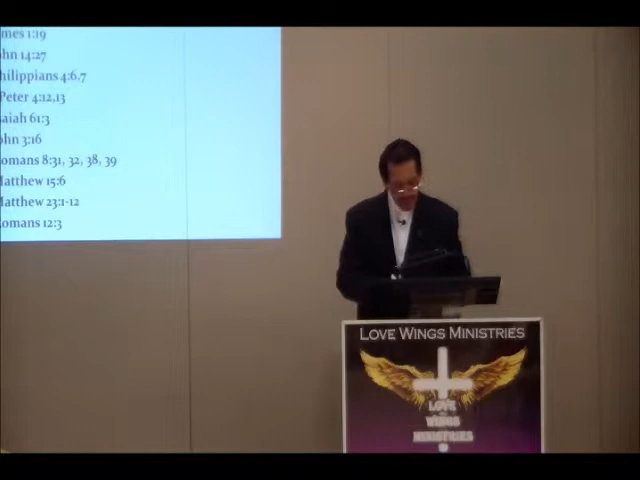 mes 1:19
ohn 14:27
hilippians 4:6,7
Peter 4:12,13
saiah 61:3
ohn 3:16
omans 8:31, 32, 38, 39
Matthew 15:6
Matthew 23:1-12
Romans 12:3
LOVE WINGS MINISTRIES
LOVE
WINGS
MINISTRIES